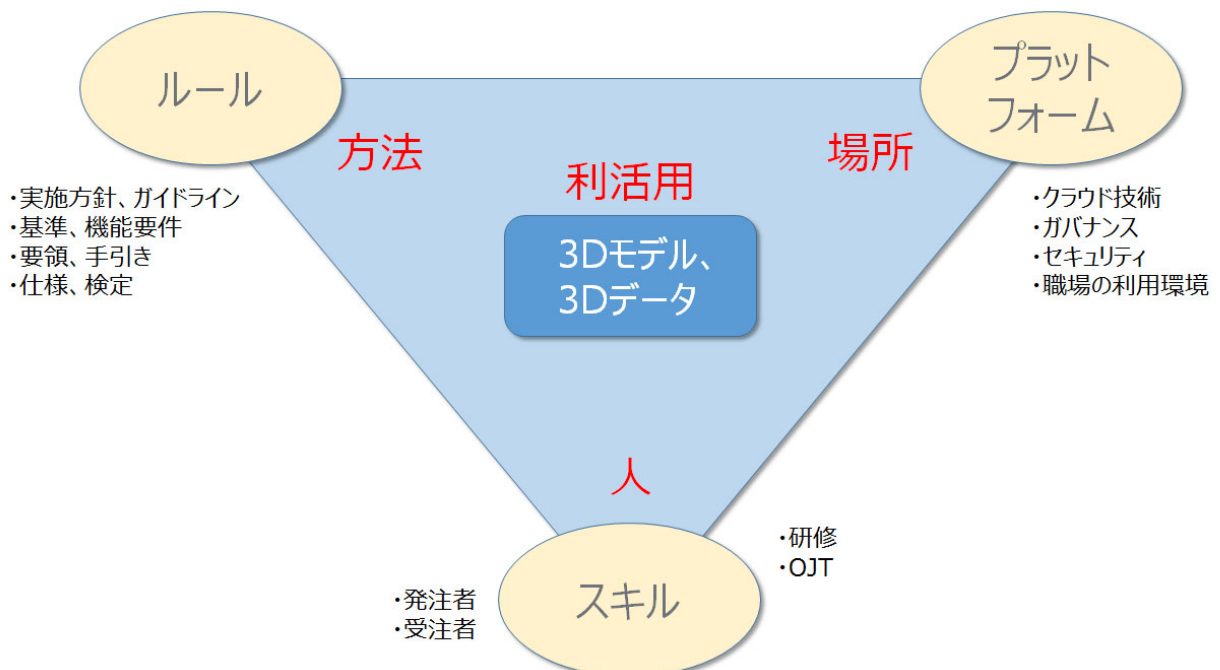 ルール
プラット
フォーム
方法
場所
利活用
3Dモデル、
3Dデータ
・実施方針、ガイドライン
・基準、機能要件
・要領、手引き
・仕様、検定
・クラウド技術
・ガバナンス
・セキュリティ
・職場の利用環境
人
スキル
・研修
・OJT
・発注者
・受注者